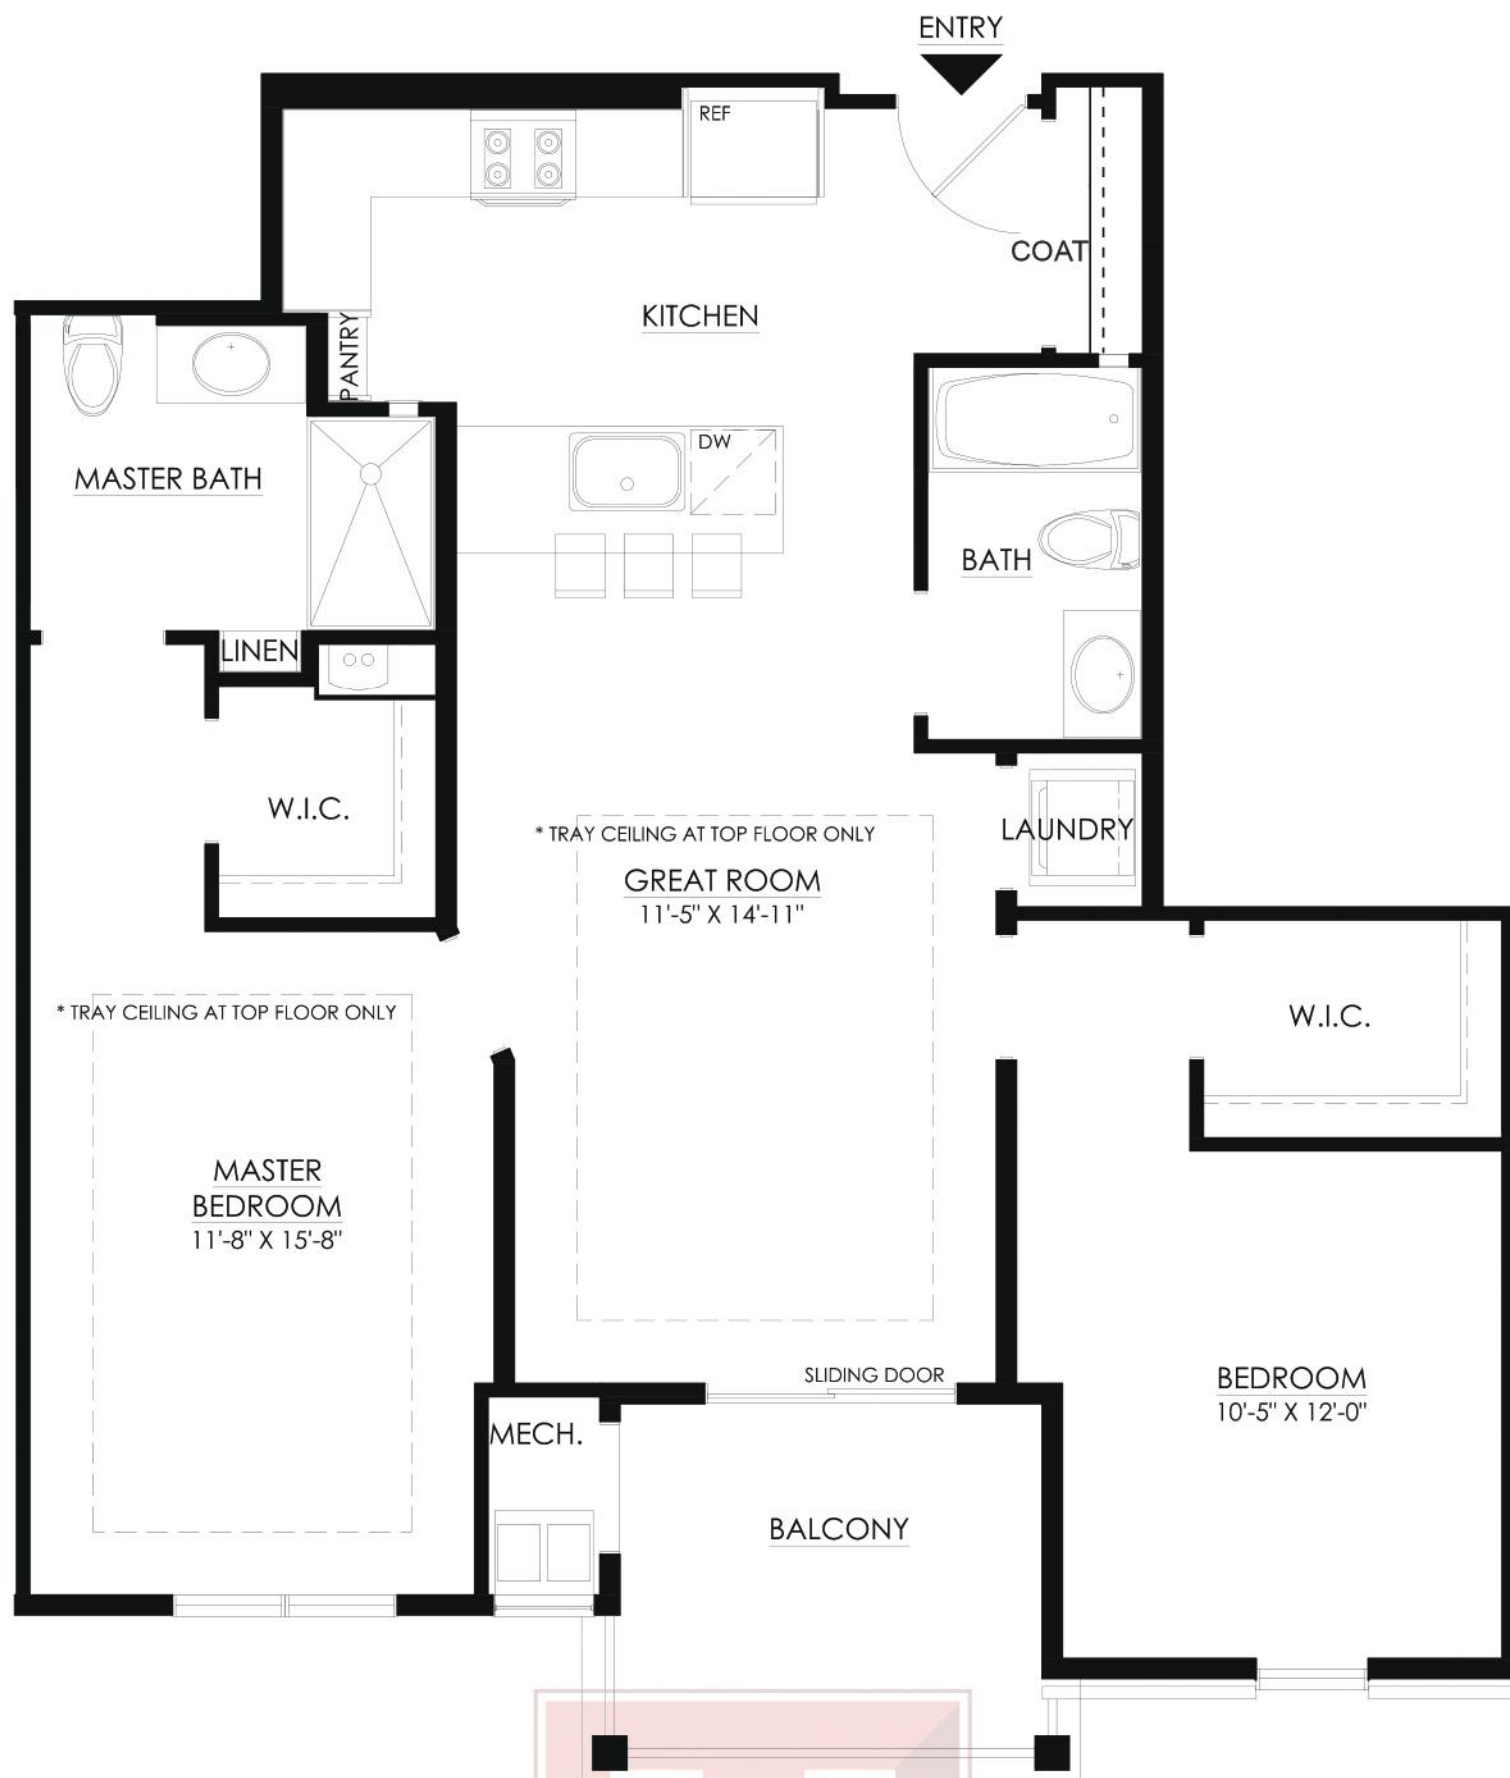 ENTRY
REF
COAT
KITCHEN
PANTRY
DW
MASTER BATH
BATH
LINEN
W.I.C.
LAUNDRY
* TRAY CEILING AT TOP FLOOR ONLY
GREAT ROOM
11'-5" X 14'-11"
* TRAY CEILING AT TOP FLOOR ONLY
W.I.C.
MASTER
BEDROOM
11'-8" X 15'-8"
SLIDING DOOR
BEDROOM
10'-5" X 12'-0"
MECH.
BALCONY